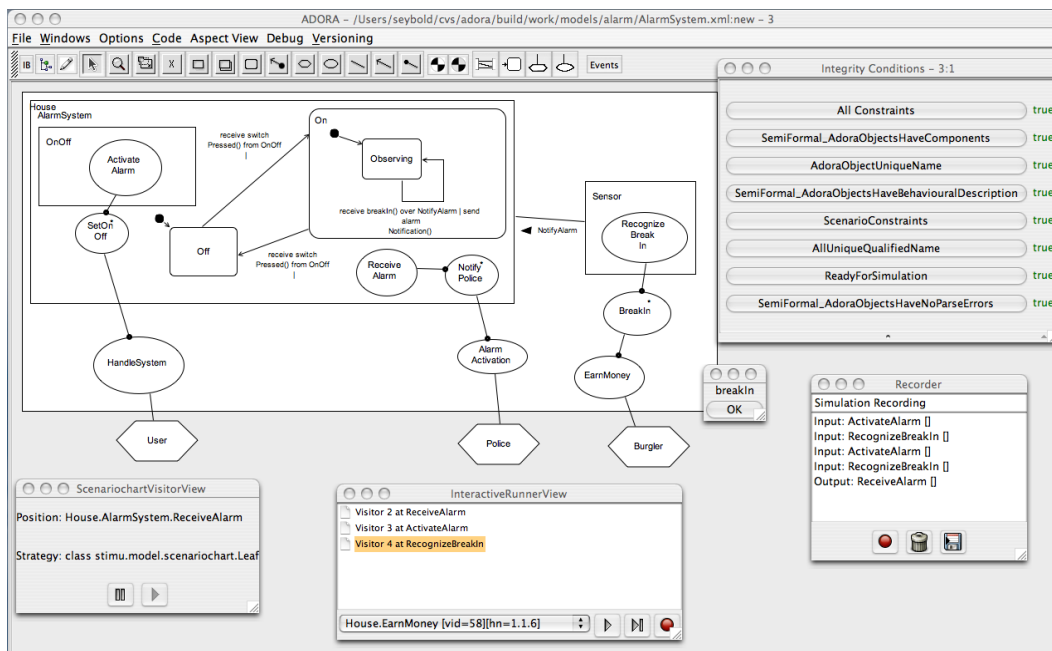 ADORA – /Users/seybold/cvs/adora/build/work/models/alarm/AlarmSystem.xml:new – 3
File Windows Options Code Aspect View Debug Versioning
IB
X
Events
Integrity Conditions – 3:1
All Constraints true
SemiFormal_AdoraObjectsHaveComponents true
AdoraObjectUniqueName true
SemiFormal_AdoraObjectsHaveBehaviouralDescription true
ScenarioConstraints true
AllUniqueQualifiedName true
ReadyForSimulation true
SemiFormal_AdoraObjectsHaveNoParseErrors true
House
AlarmSystem
OnOff
Activate
Alarm
SetOn*
Off
receive switch
Pressed() from OnOff
|
On
Observing
receive breakIn() over NotifyAlarm | send
alarm
Notification()
Off
receive switch
Pressed() from OnOff
|
Receive
Alarm
Notify*
Police
NotifyAlarm
Sensor
Recognize
Break
In
BreakIn*
HandleSystem
Alarm
Activation
EarnMoney
User
Police
Burgler
breakIn
OK
Recorder
Simulation Recording
Input: ActivateAlarm []
Input: RecognizeBreakIn []
Input: ActivateAlarm []
Input: RecognizeBreakIn []
Output: ReceiveAlarm []
ScenariochartVisitorView
Position: House.AlarmSystem.ReceiveAlarm
Strategy: class stimu.model.scenariochart.Leaf
InteractiveRunnerView
Visitor 2 at ReceiveAlarm
Visitor 3 at ActivateAlarm
Visitor 4 at RecognizeBreakIn
House.EarnMoney [vid=58][hn=1.1.6]